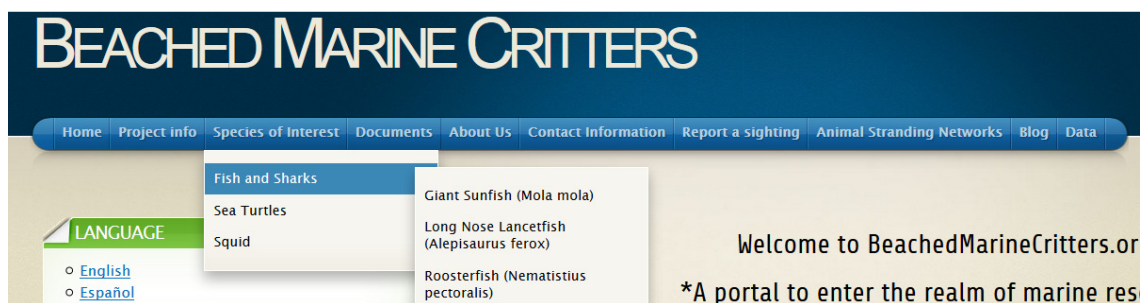 BEACHED MARINE CRITTERS
Home Project info Species of Interest Documents About Us Contact Information Report a sighting Animal Stranding Networks Blog Data
Fish and Sharks
Sea Turtles
Squid
Giant Sunfish (Mola mola)
Long Nose Lancetfish
(Alepisaurus ferox)
Roosterfish (Nematistius
pectoralis)
LANGUAGE
English
Español
Welcome to BeachedMarineCritters.or
*A portal to enter the realm of marine res